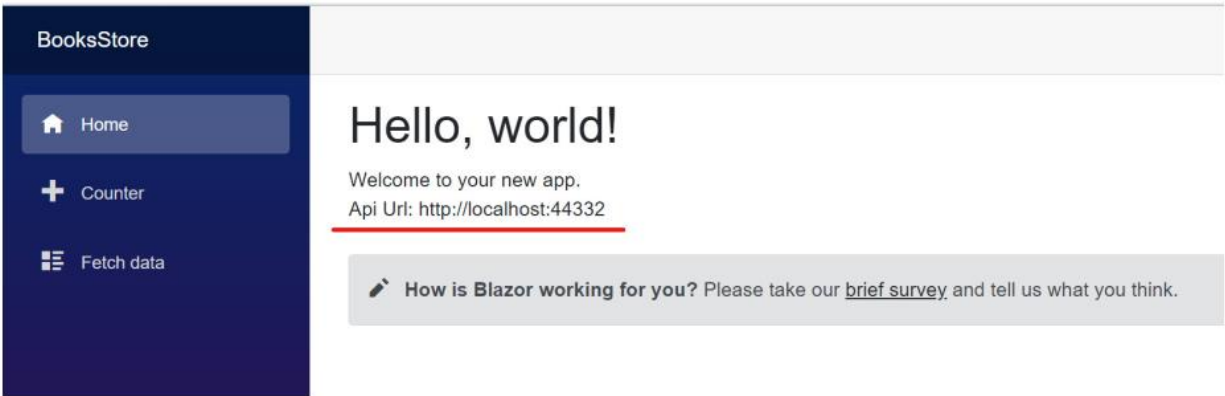 BooksStore
Home
Counter
Fetch data
Hello, world!
Welcome to your new app.
Api Url: http://localhost:44332
How is Blazor working for you? Please take our brief survey and tell us what you think.